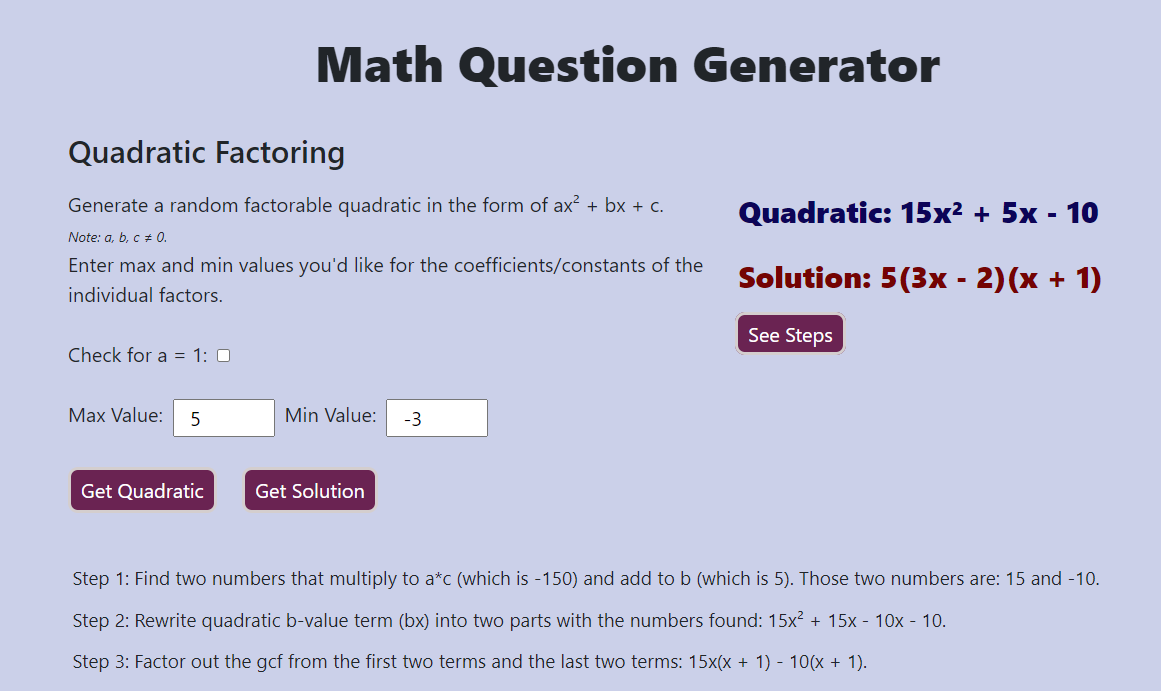 Math Question Generator
Quadratic Factoring
Generate a random factorable quadratic in the form of ax² + bx + c.
Note: a, b, c ≠ 0.
Enter max and min values you'd like for the coefficients/constants of the
individual factors.
Check for a = 1:
Max Value: 5 Min Value: -3
Get Quadratic Get Solution
Quadratic: 15x² + 5x - 10
Solution: 5(3x - 2)(x + 1)
See Steps
Step 1: Find two numbers that multiply to a*c (which is -150) and add to b (which is 5). Those two numbers are: 15 and -10.
Step 2: Rewrite quadratic b-value term (bx) into two parts with the numbers found: 15x² + 15x - 10x - 10.
Step 3: Factor out the gcf from the first two terms and the last two terms: 15x(x + 1) - 10(x + 1).